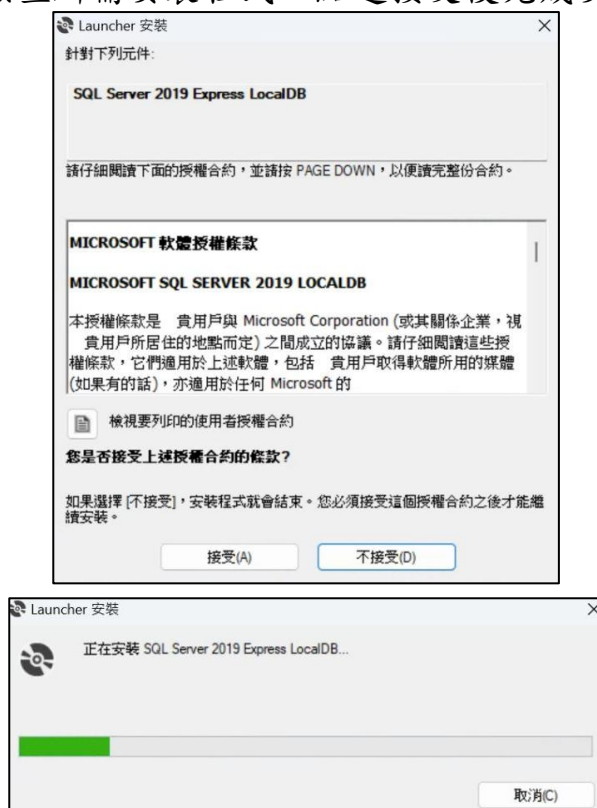 Launcher 安裝
針對下列元件:
SQL Server 2019 Express LocalDB
請仔細閱讀下面的授權合約，並請按 PAGE DOWN，以便讀完整份合約。
MICROSOFT 軟體授權條款
MICROSOFT SQL SERVER 2019 LOCALDB
本授權條款是 貴用戶與 Microsoft Corporation (或其關係企業，視
貴用戶所居住的地點而定) 之間成立的協議。請仔細閱讀這些授
權條款，它們適用於上述軟體，包括 貴用戶取得軟體所用的媒體
(如果有的話)，亦適用於任何 Microsoft 的
檢視要列印的使用者授權合約
您是否接受上述授權合約的條款?
如果選擇 [不接受]，安裝程式就會結束。您必須接受這個授權合約之後才能繼
續安裝。
接受(A) 不接受(D)
Launcher 安裝
正在安裝 SQL Server 2019 Express LocalDB...
取消(C)